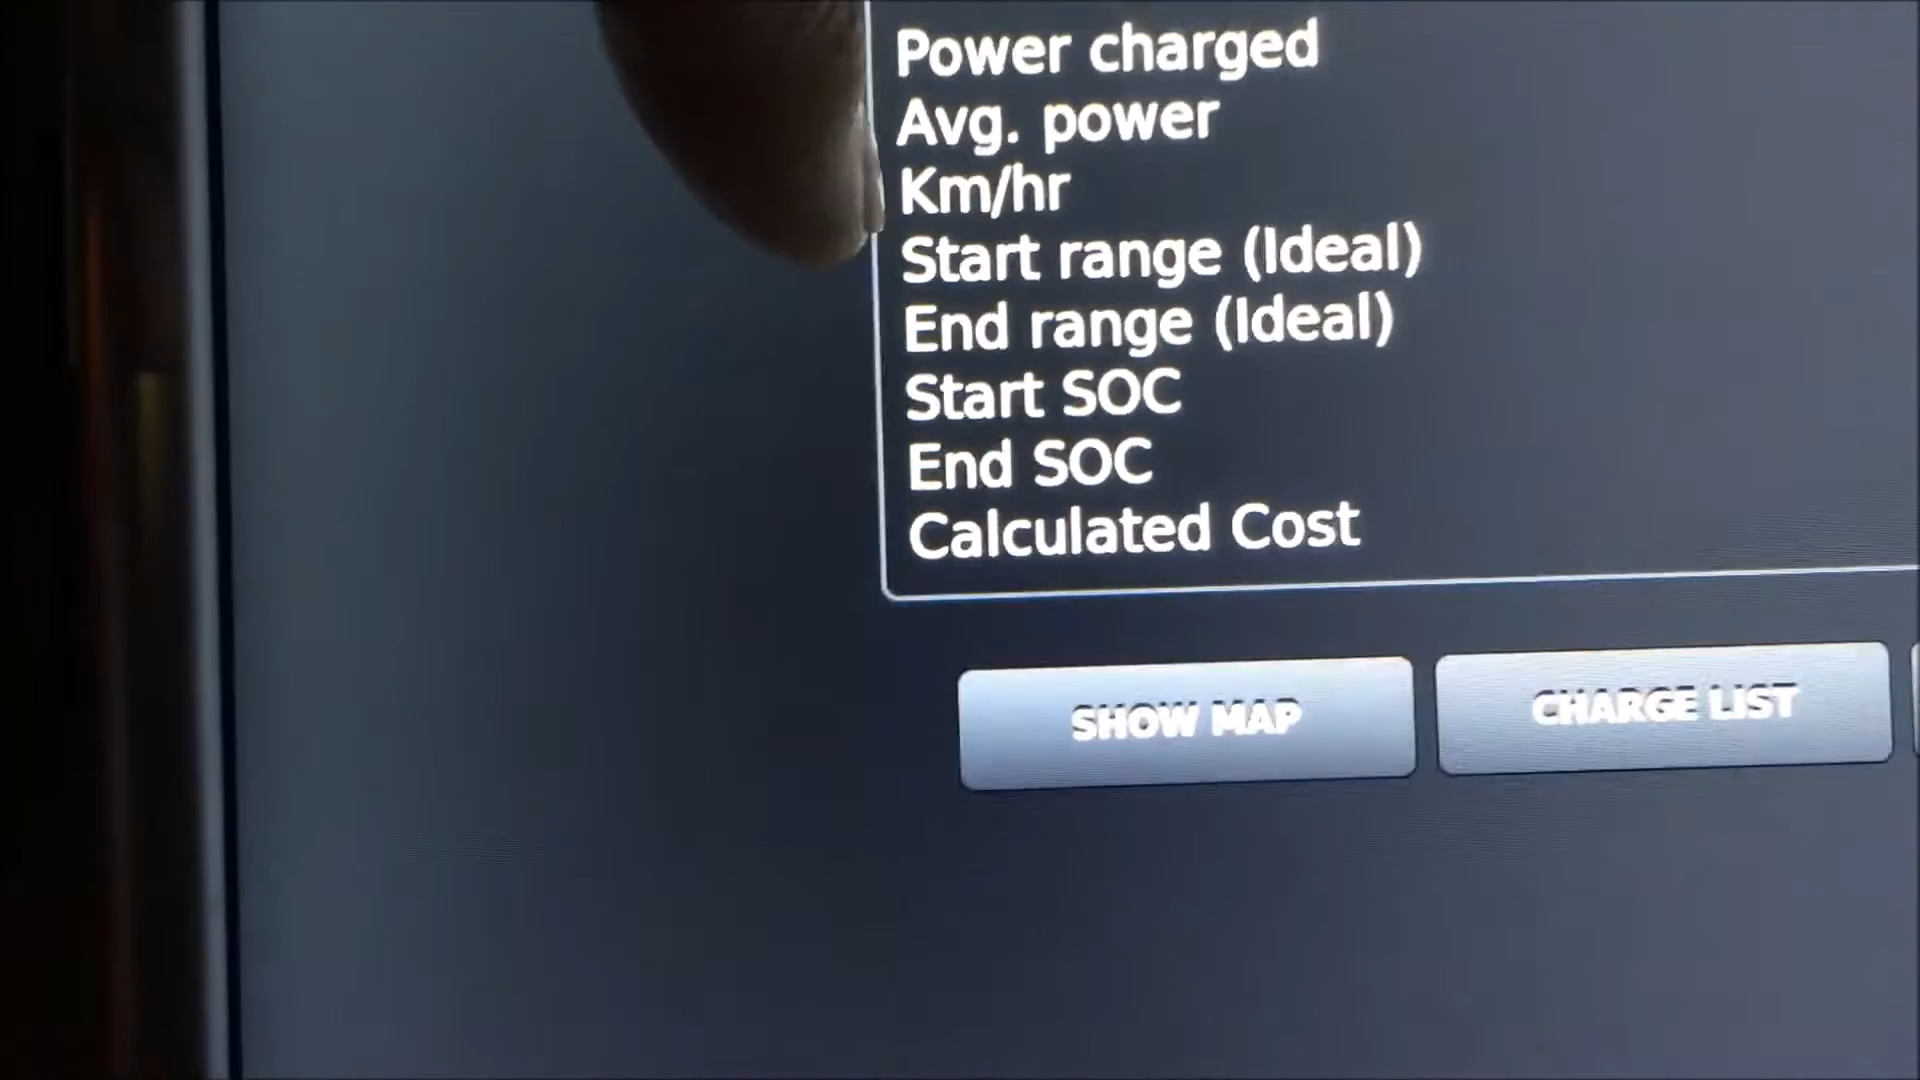 Power charged
Avg. power
Km/hr
Start range (Ideal)
End range (Ideal)
Start SOC
End SOC
Calculated Cost
SHOW MAP
CHARGE LIST